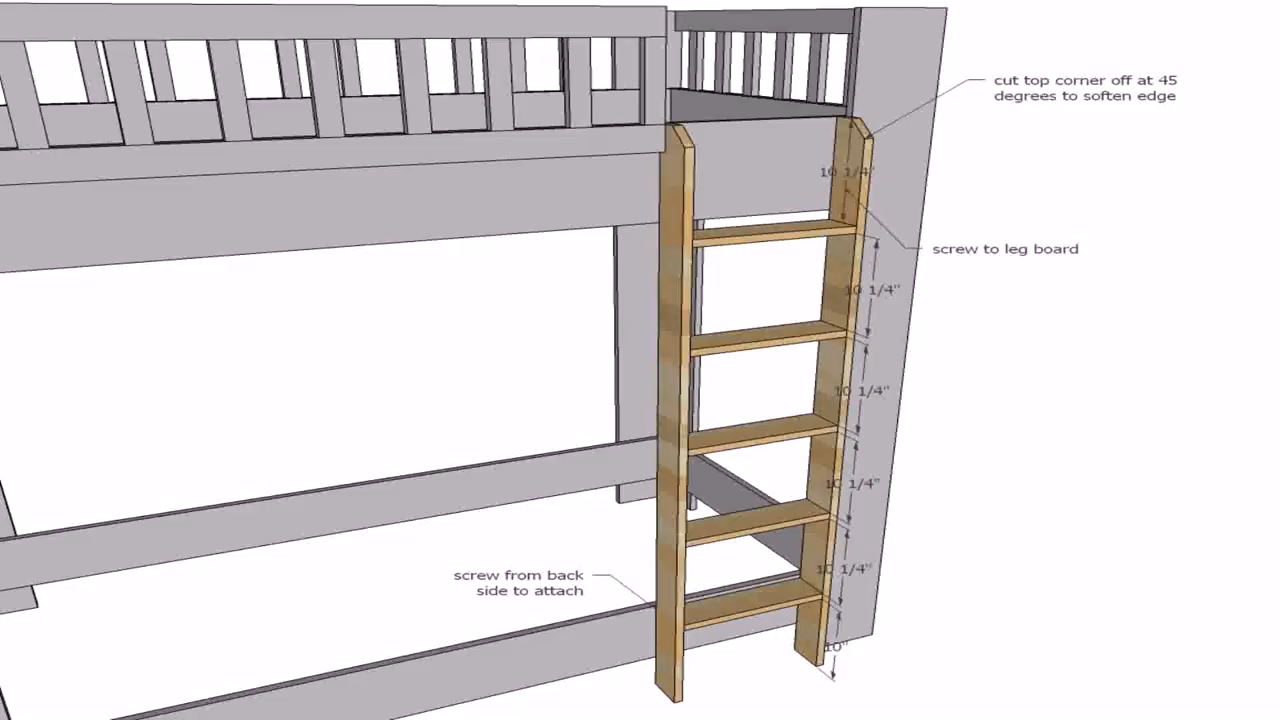 cut top corner off at 45
degrees to soften edge
10 1/4"
screw to leg board
10 1/4"
10 1/4"
10 1/4"
10 1/4"
screw from back
side to attach
10"